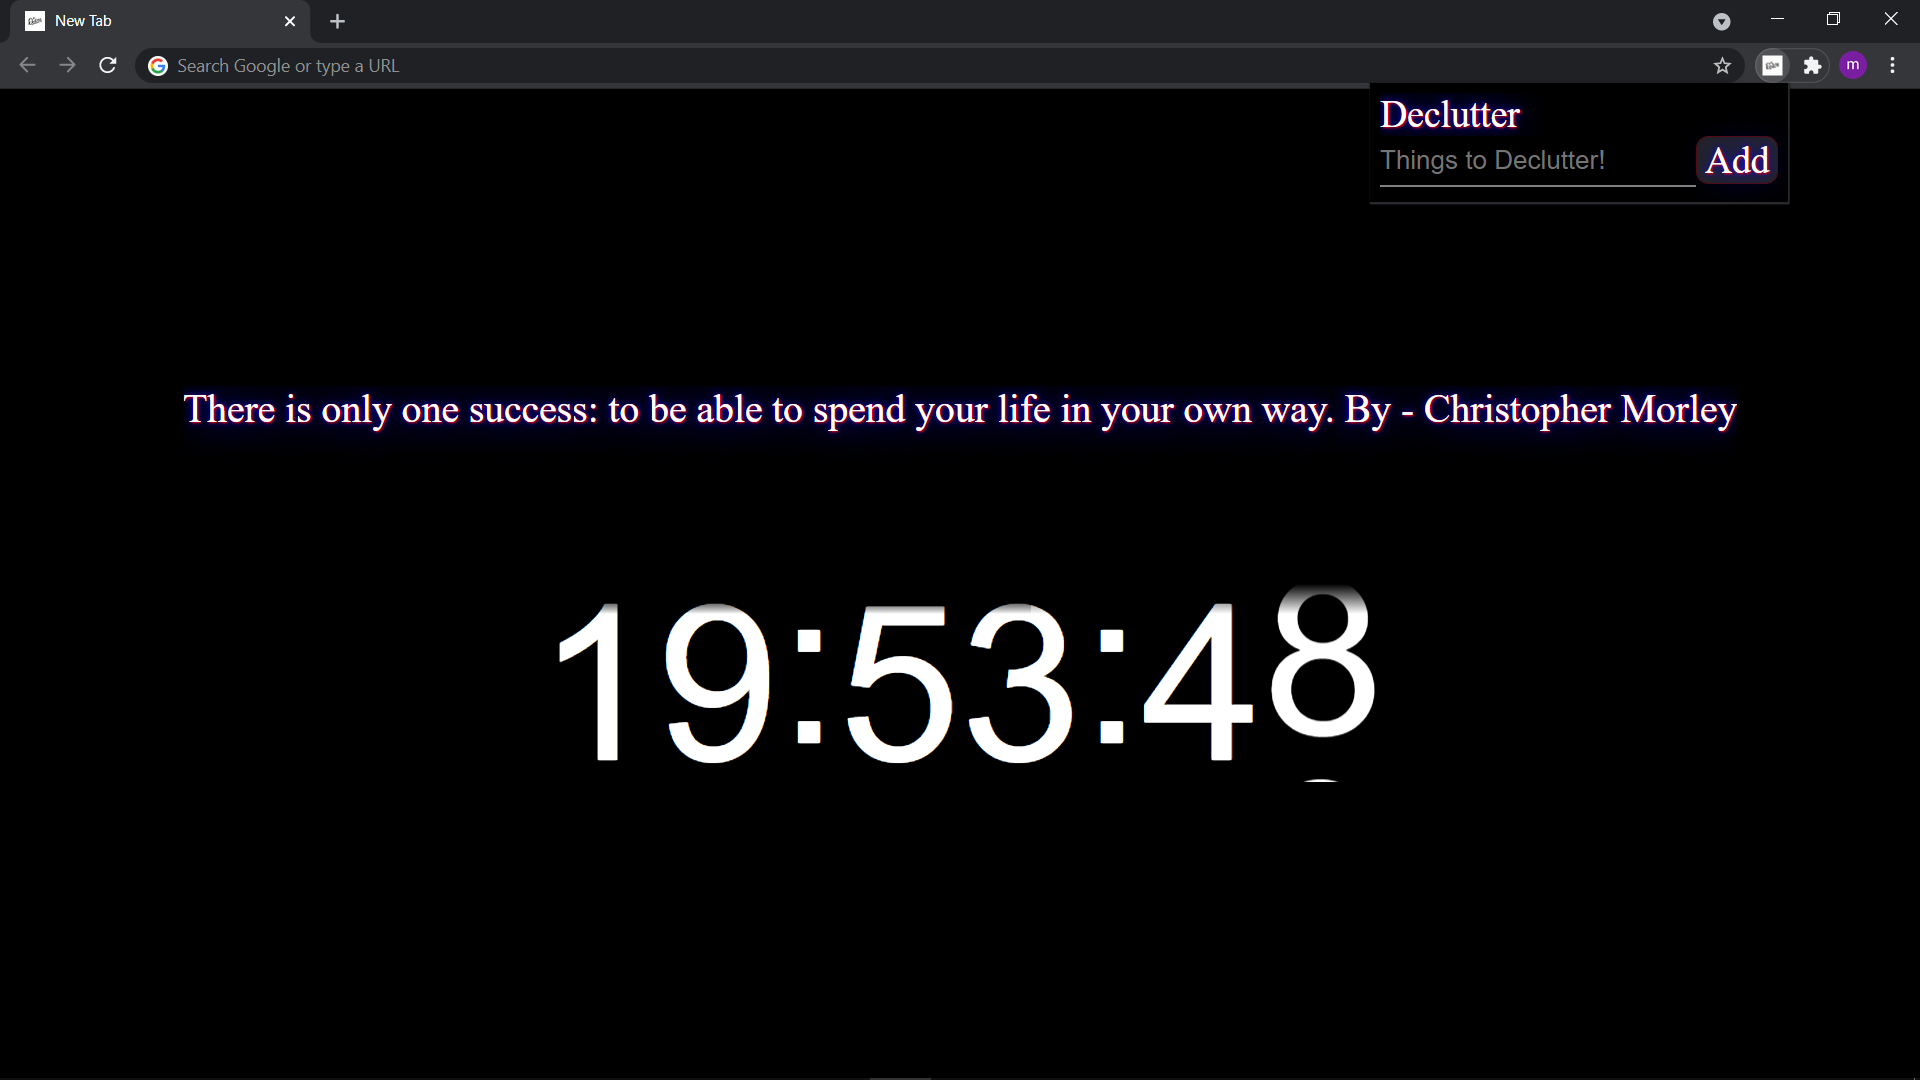 New Tab
Search Google or type a URL
m
Declutter
Things to Declutter!
Add
There is only one success: to be able to spend your life in your own way. By - Christopher Morley
19:53:48